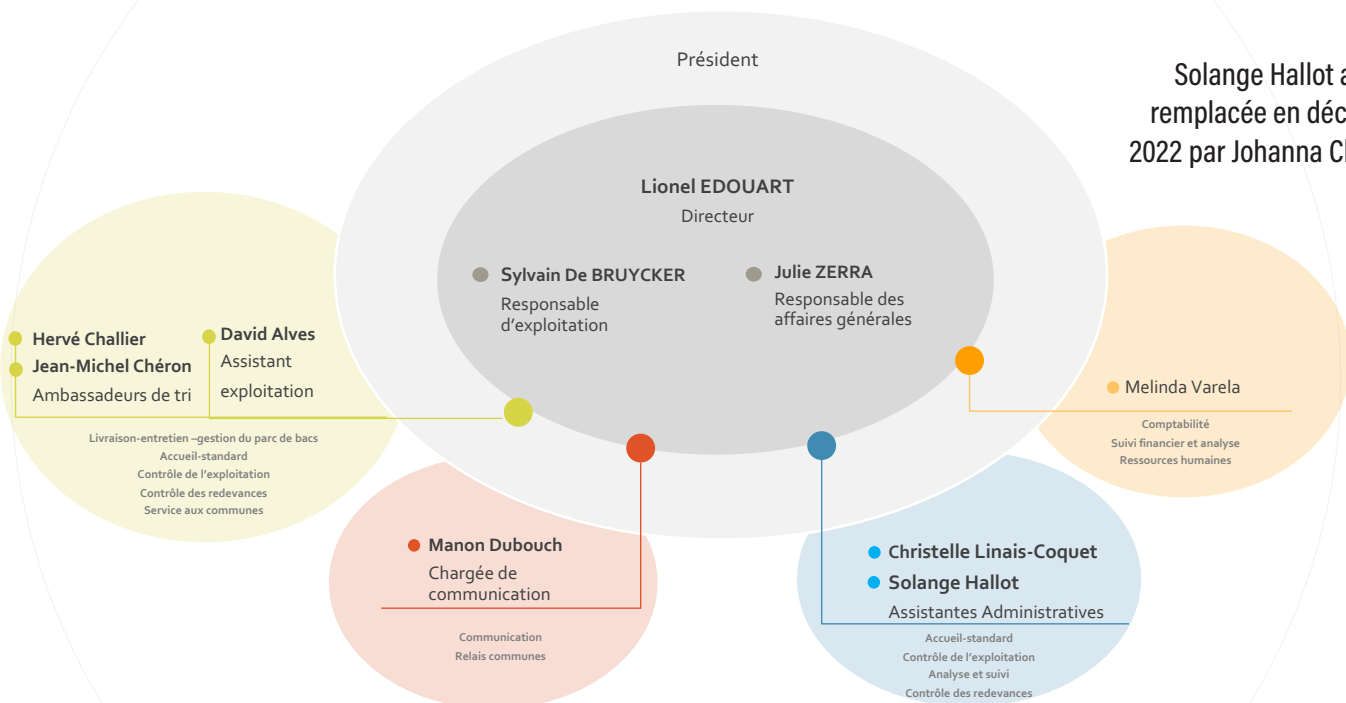 Président
Solange Hallot a
remplacée en déc
2022 par Johanna
Lionel EDOUART
Directeur
Sylvain De BRUYCKER
Responsable
d'exploitation
Julie ZERRA
Responsable des
affaires générales
Hervé Challier
Jean-Michel Chéron
Ambassadeurs de tri
David Alves
Assistant
exploitation
Livraison-entretien –gestion du parc de bacs
Accueil-standard
Contrôle de l'exploitation
Contrôle des redevances
Service aux communes
Melinda Varela
Comptabilité
Suivi financier et analyse
Ressources humaines
Manon Dubouch
Chargée de
communication
Communication
Relais communes
Christelle Linais-Coquet
Solange Hallot
Assistantes Administratives
Accueil-standard
Contrôle de l'exploitation
Analyse et suivi
Contrôle des redevances